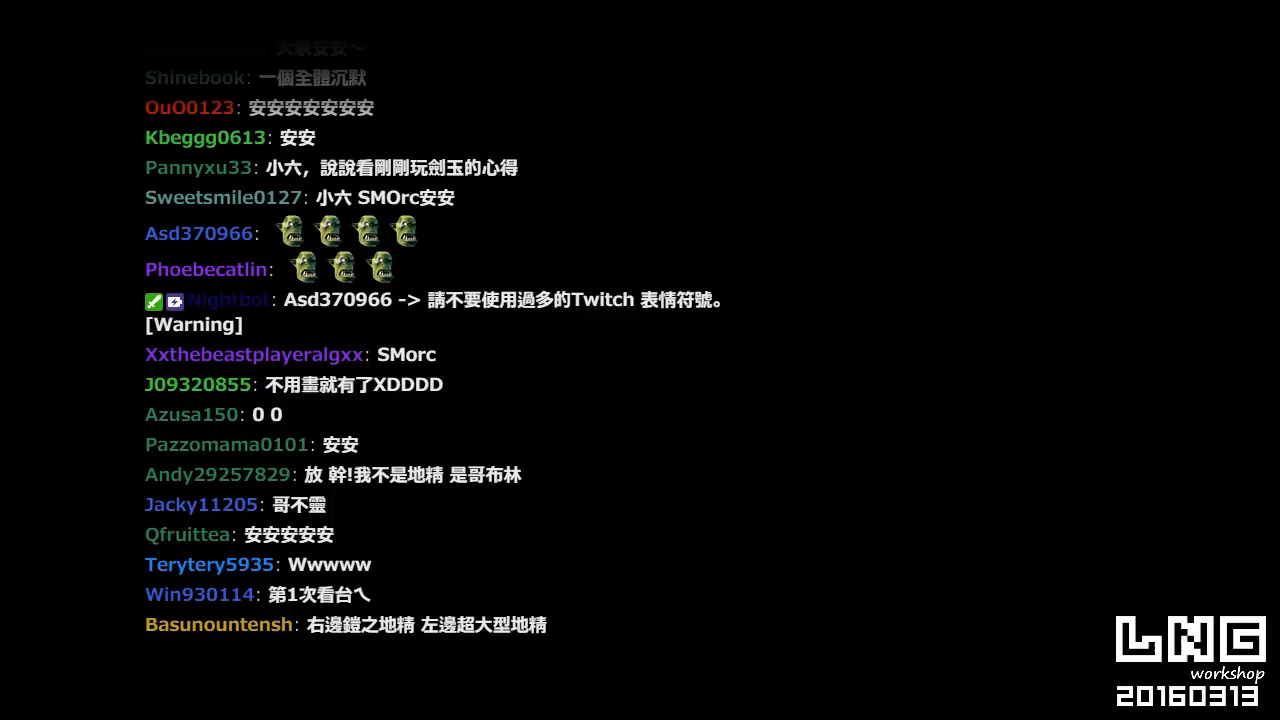 大家安安～
Shinebook: 一個全體沉默
OuO0123: 安安安安安安安
Kbeggg0613: 安安
Pannyxu33: 小六，說說看剛剛玩劍玉的心得
Sweetsmile0127: 小六 SMOrc安安
Asd370966:
Phoebecatlin:
Nightbot: Asd370966 -> 請不要使用過多的Twitch 表情符號。
[Warning]
Xxthebeastplayeralgxx: SMorc
J09320855: 不用畫就有了XDDDD
Azusa150: 0 0
Pazzomama0101: 安安
Andy29257829: 放 幹!我不是地精 是哥布林
Jacky11205: 哥不靈
Qfruittea: 安安安安安
Terytery5935: Wwwww
Win930114: 第1次看台ㄟ
Basunountensh: 右邊鎧之地精 左邊超大型地精
LNG
workshop
20160313